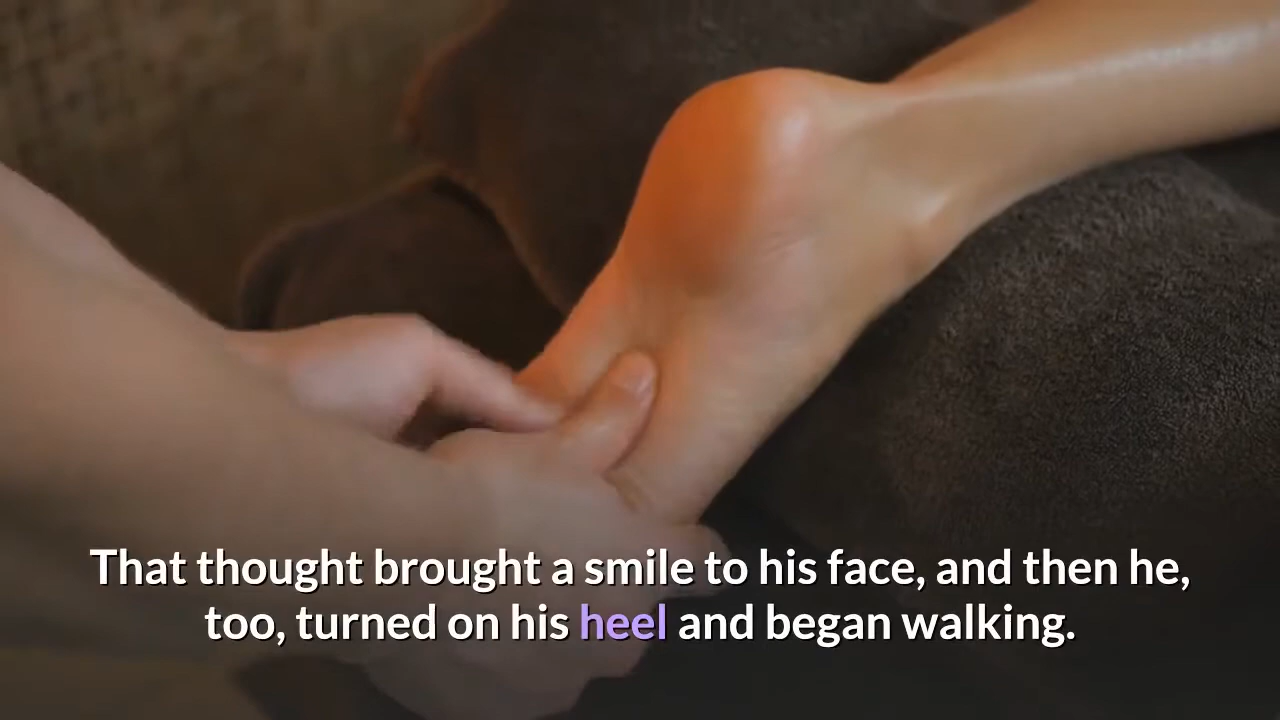 That thought brought a smile to his face, and then he,
too, turned on his heel and began walking.